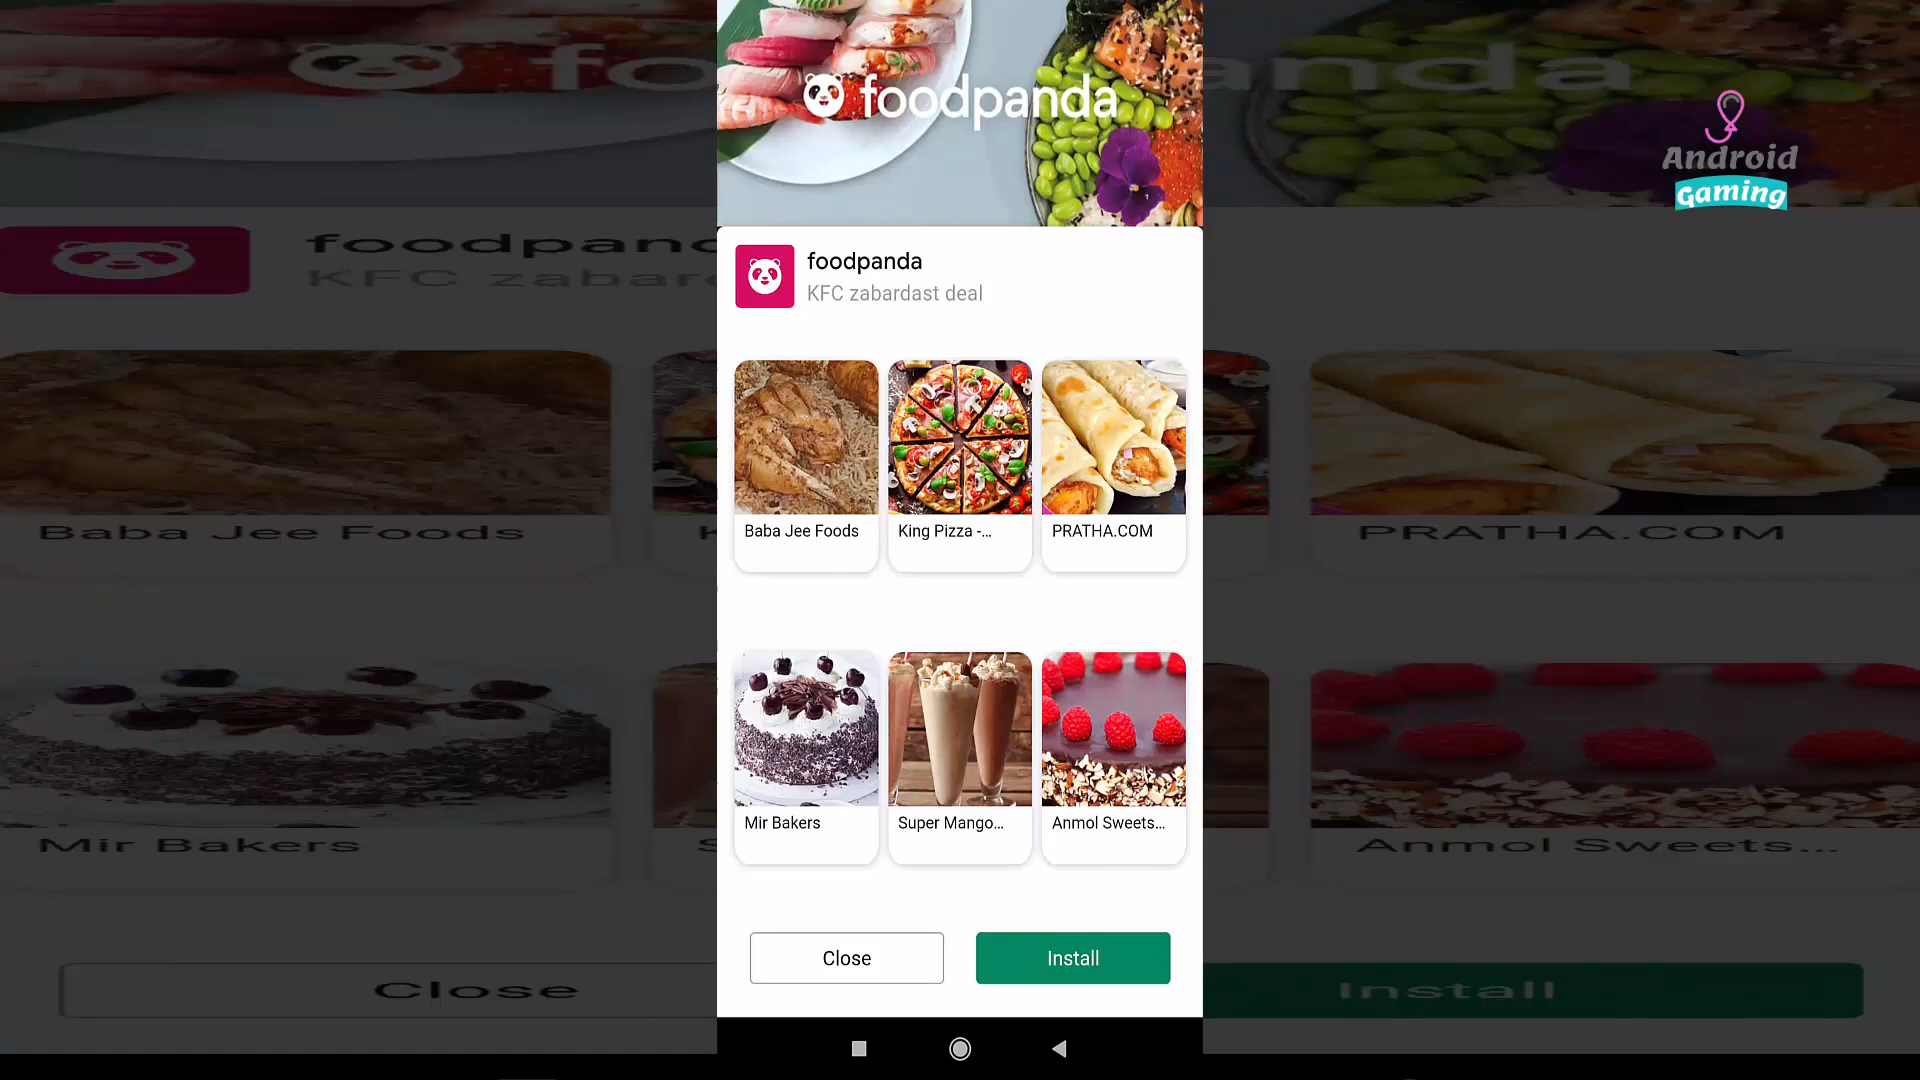 foodpanda
Android
Gaming
foodpanda
KFC zabardast deal
Baba Jee Foods
King Pizza -...
PRATHA.COM
Mir Bakers
Super Mango...
Anmol Sweets...
Close
Install